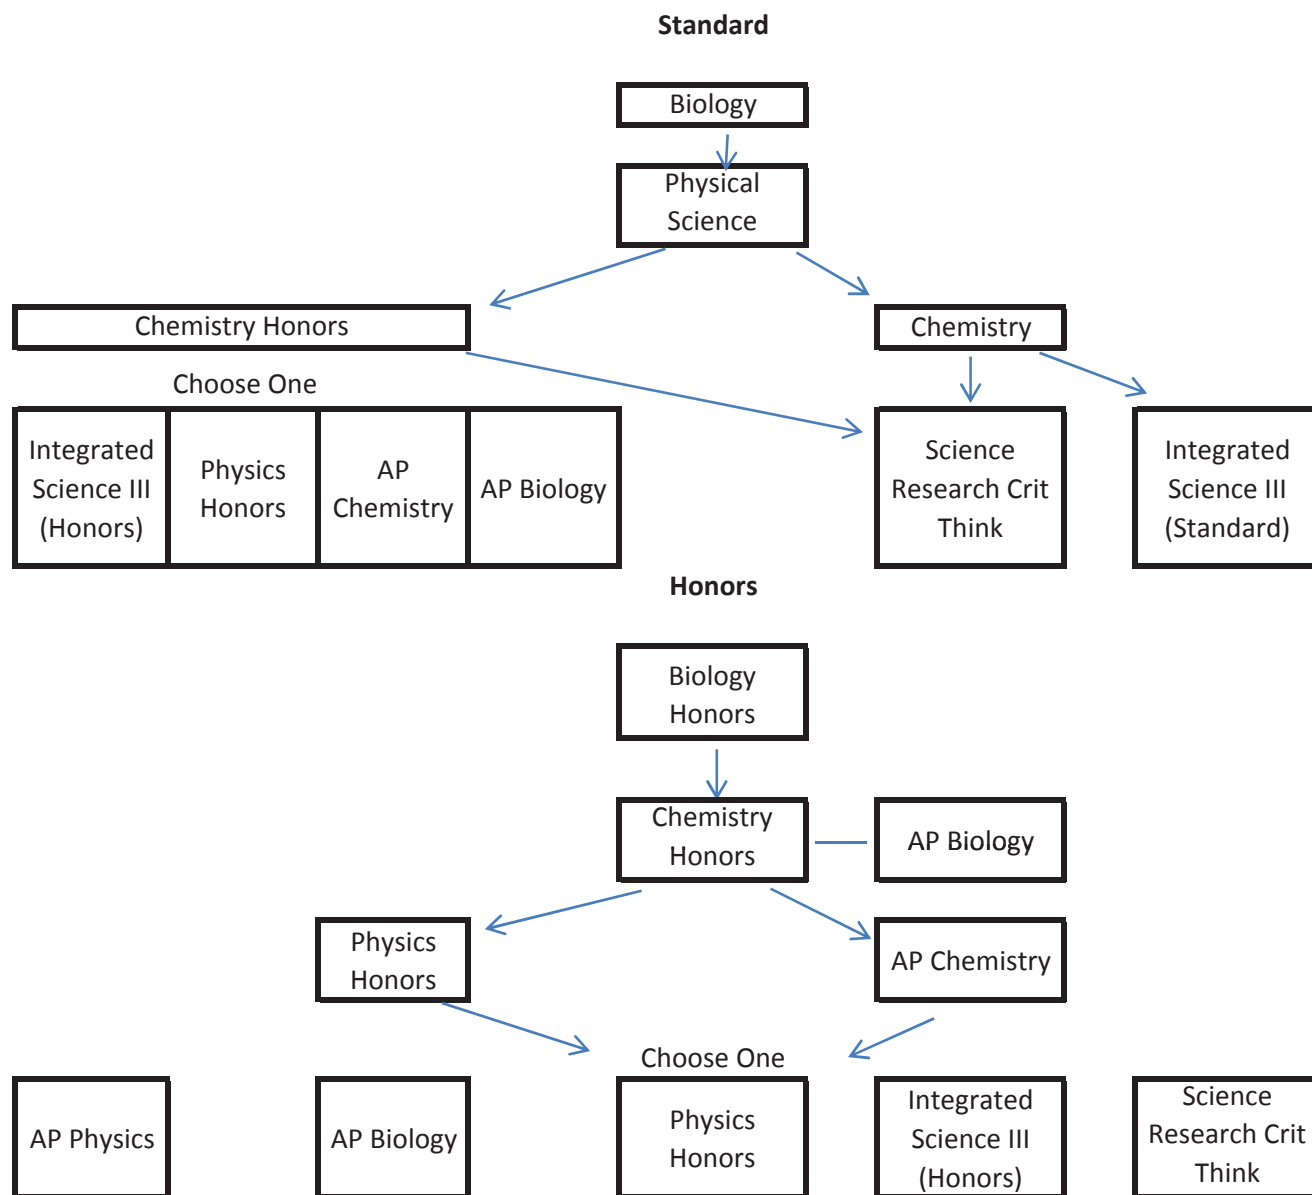 Standard
Biology
Physical
Science
Chemistry Honors
Chemistry
Choose One
Integrated
Science III
(Honors)
Physics
Honors
AP
Chemistry
AP Biology
Science
Research Crit
Think
Integrated
Science III
(Standard)
Honors
Biology
Honors
Chemistry
Honors
AP Biology
Physics
Honors
AP Chemistry
Choose One
AP Physics
AP Biology
Physics
Honors
Integrated
Science III
(Honors)
Science
Research Crit
Think